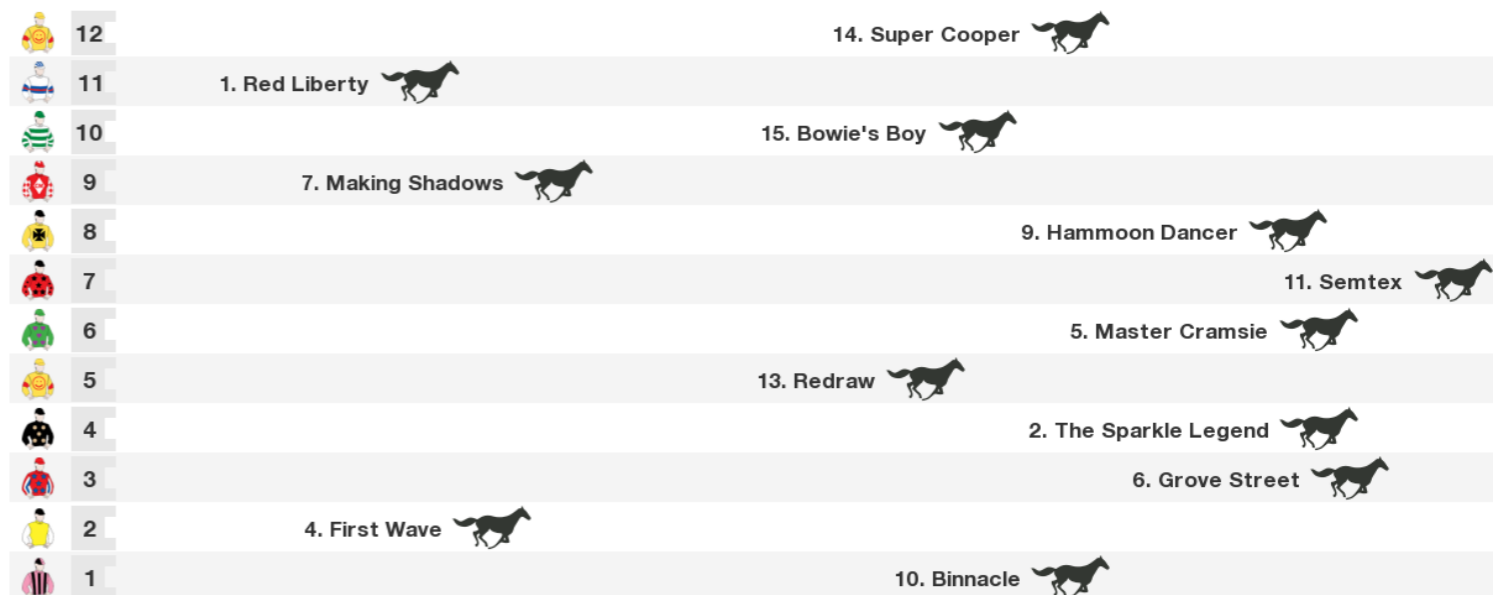 12 14. Super Cooper
11 1. Red Liberty
10 15. Bowie's Boy
9 7. Making Shadows
8 9. Hammoon Dancer
7 11. Semtex
6 5. Master Cramsie
5 13. Redraw
4 2. The Sparkle Legend
3 6. Grove Street
2 4. First Wave
1 10. Binnacle